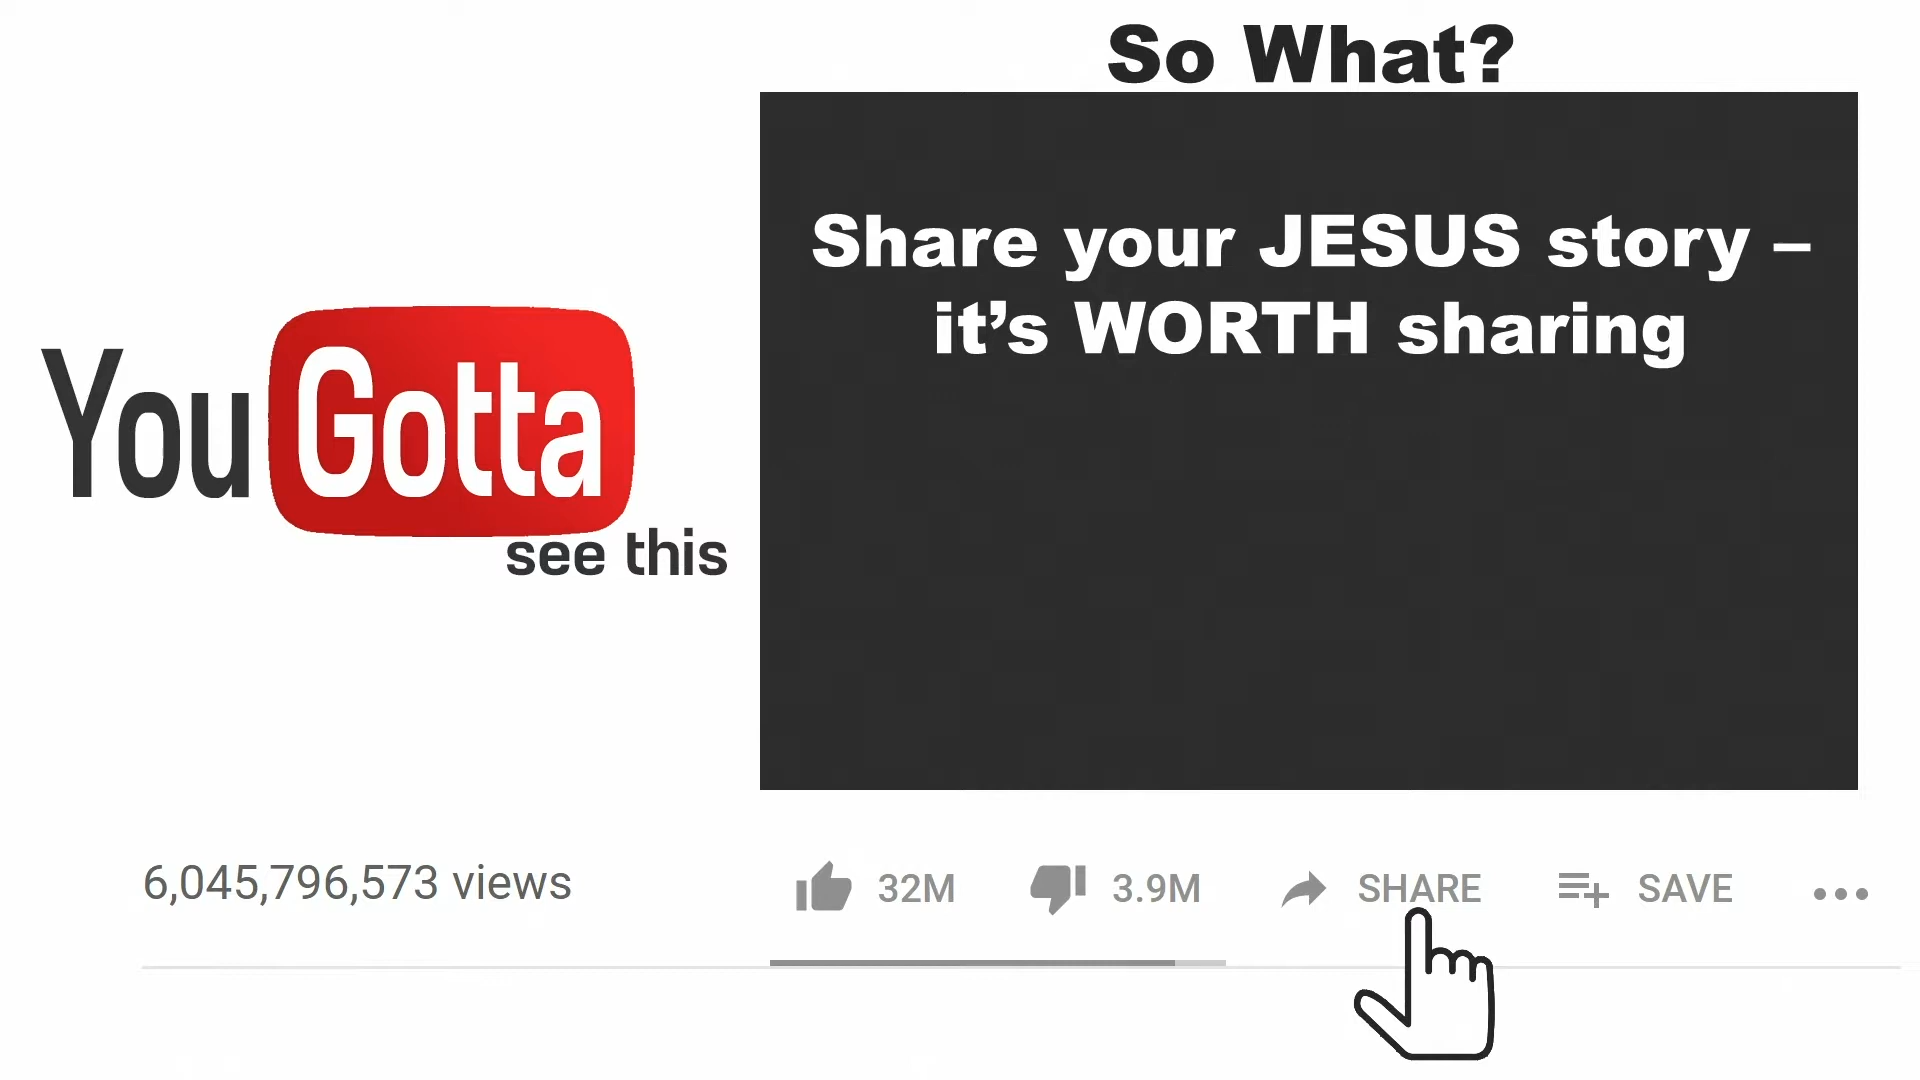 So What?
Share your JESUS story –
it’s WORTH sharing
You Gotta
see this
6,045,796,573 views
32M
3.9M
SHARE
SAVE